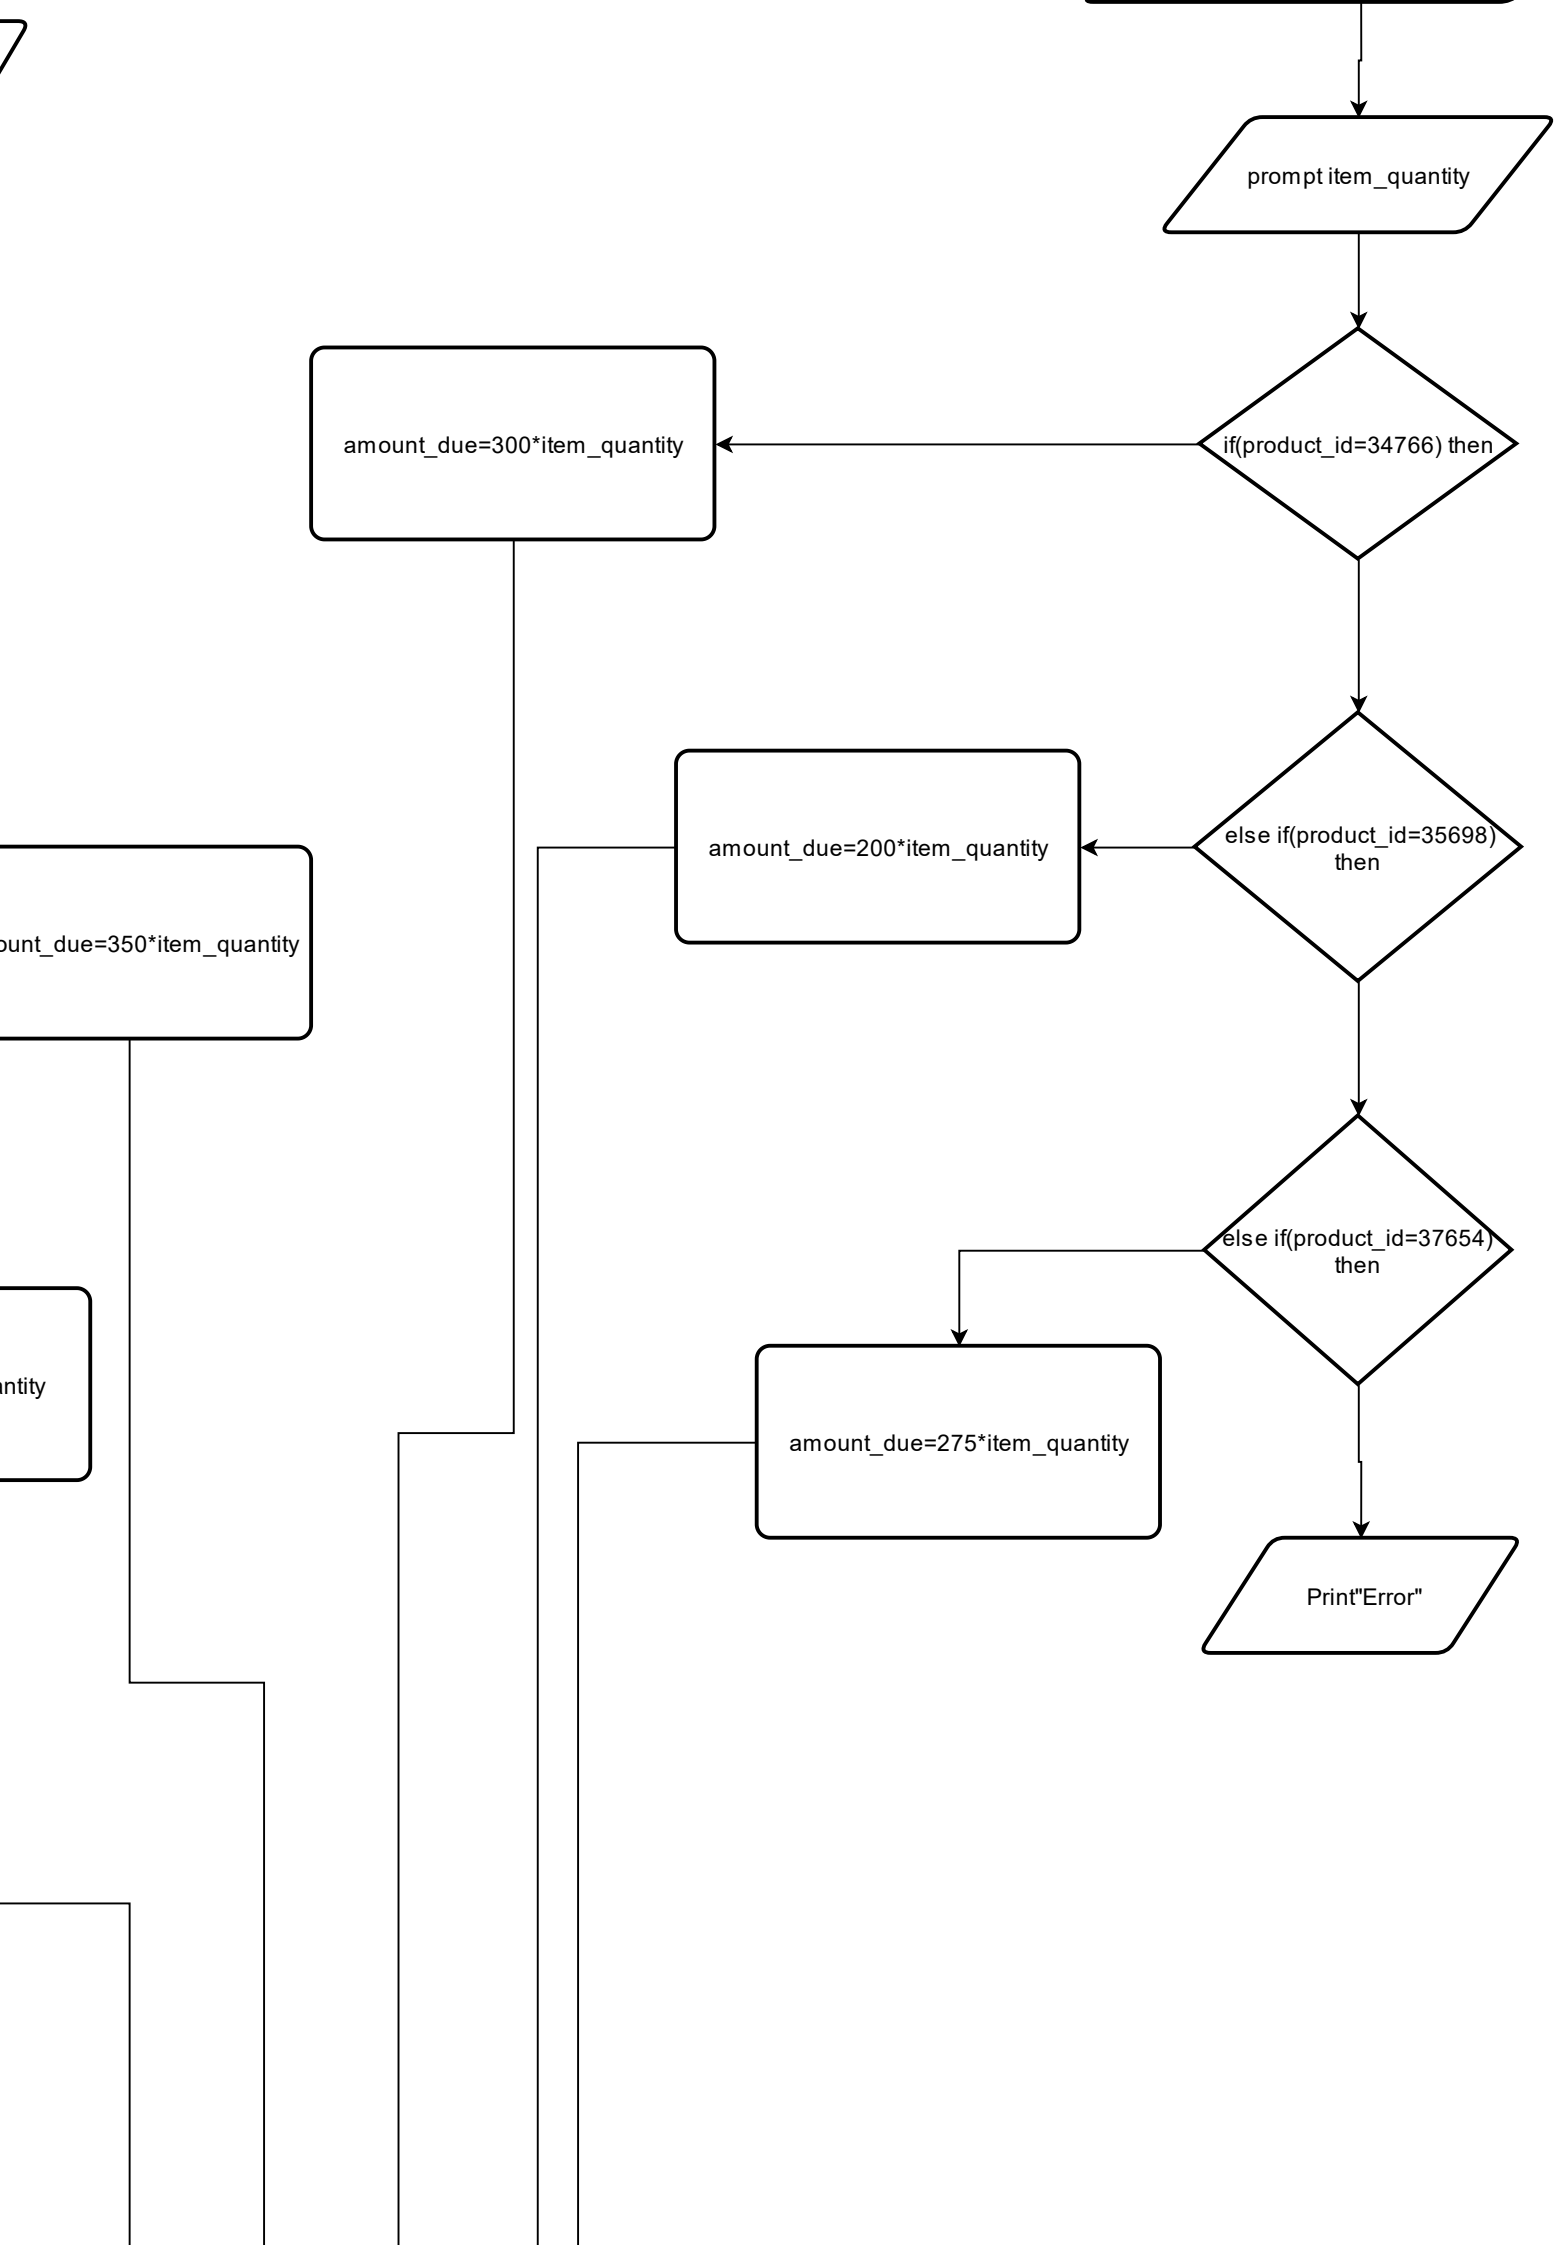 prompt item_quantity
amount_due=300*item_quantity
if(product_id=34766) then
amount_due=200*item_quantity
else if(product_id=35698)
then
ount_due=350*item_quantity
else if(product_id=37654)
then
antity
amount_due=275*item_quantity
Print"Error"